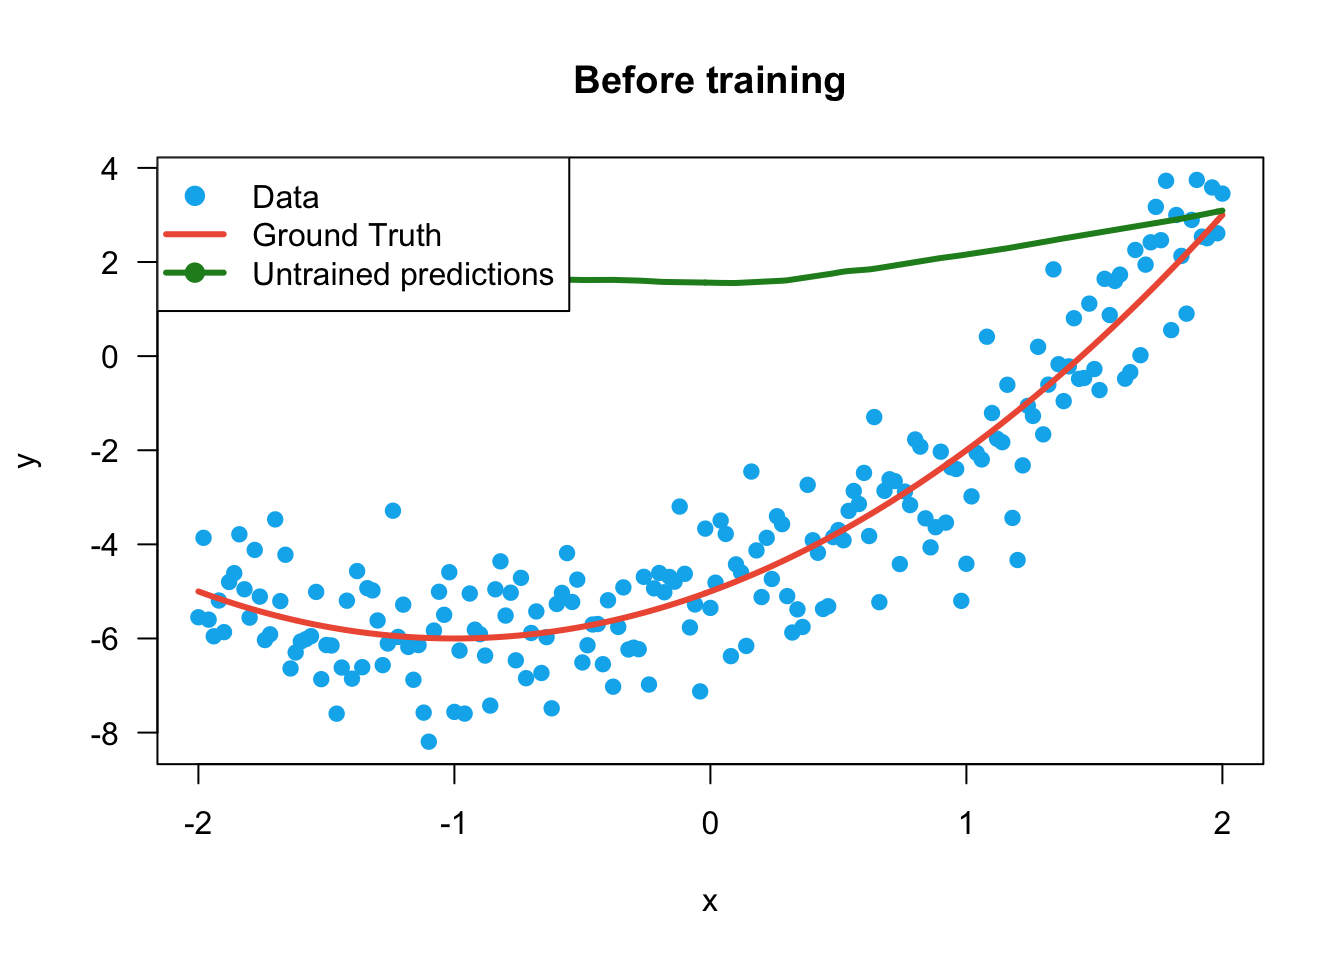 Before training
Data
Ground Truth
Untrained predictions
4
2
0
-2
-4
-6
-8
y
-2 -1 0 1 2
x